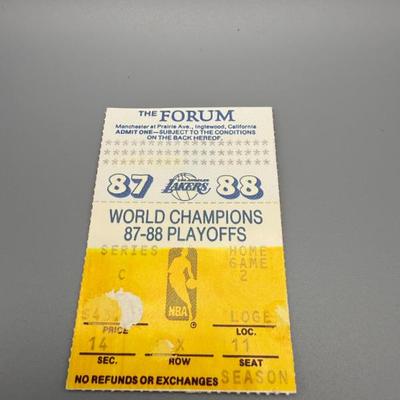 THE FORUM
Manchester at Prairie Ave., Inglewood, California
ADMIT ONE—SUBJECT TO THE CONDITIONS
ON THE BACK HEREOF.
87 LOS ANGELES LAKERS 88
WORLD CHAMPIONS
87-88 PLAYOFFS
SERIES HOME
GAME
C 2
NBA
LOGE
PRICE LOC.
14 X 11
SEC. ROW SEAT
NO REFUNDS OR EXCHANGES SEASON